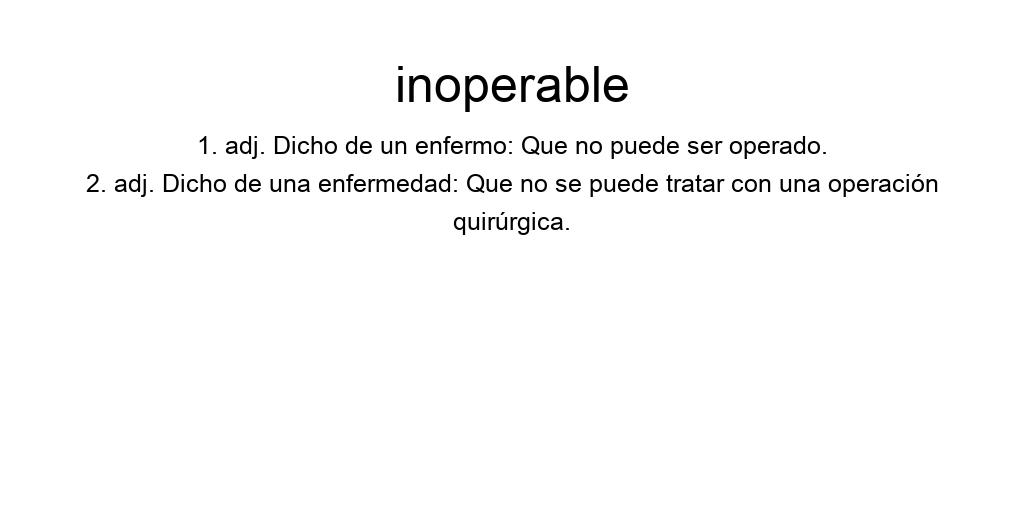 inoperable
1. adj. Dicho de un enfermo: Que no puede ser operado.
2. adj. Dicho de una enfermedad: Que no se puede tratar con una operación
quirúrgica.